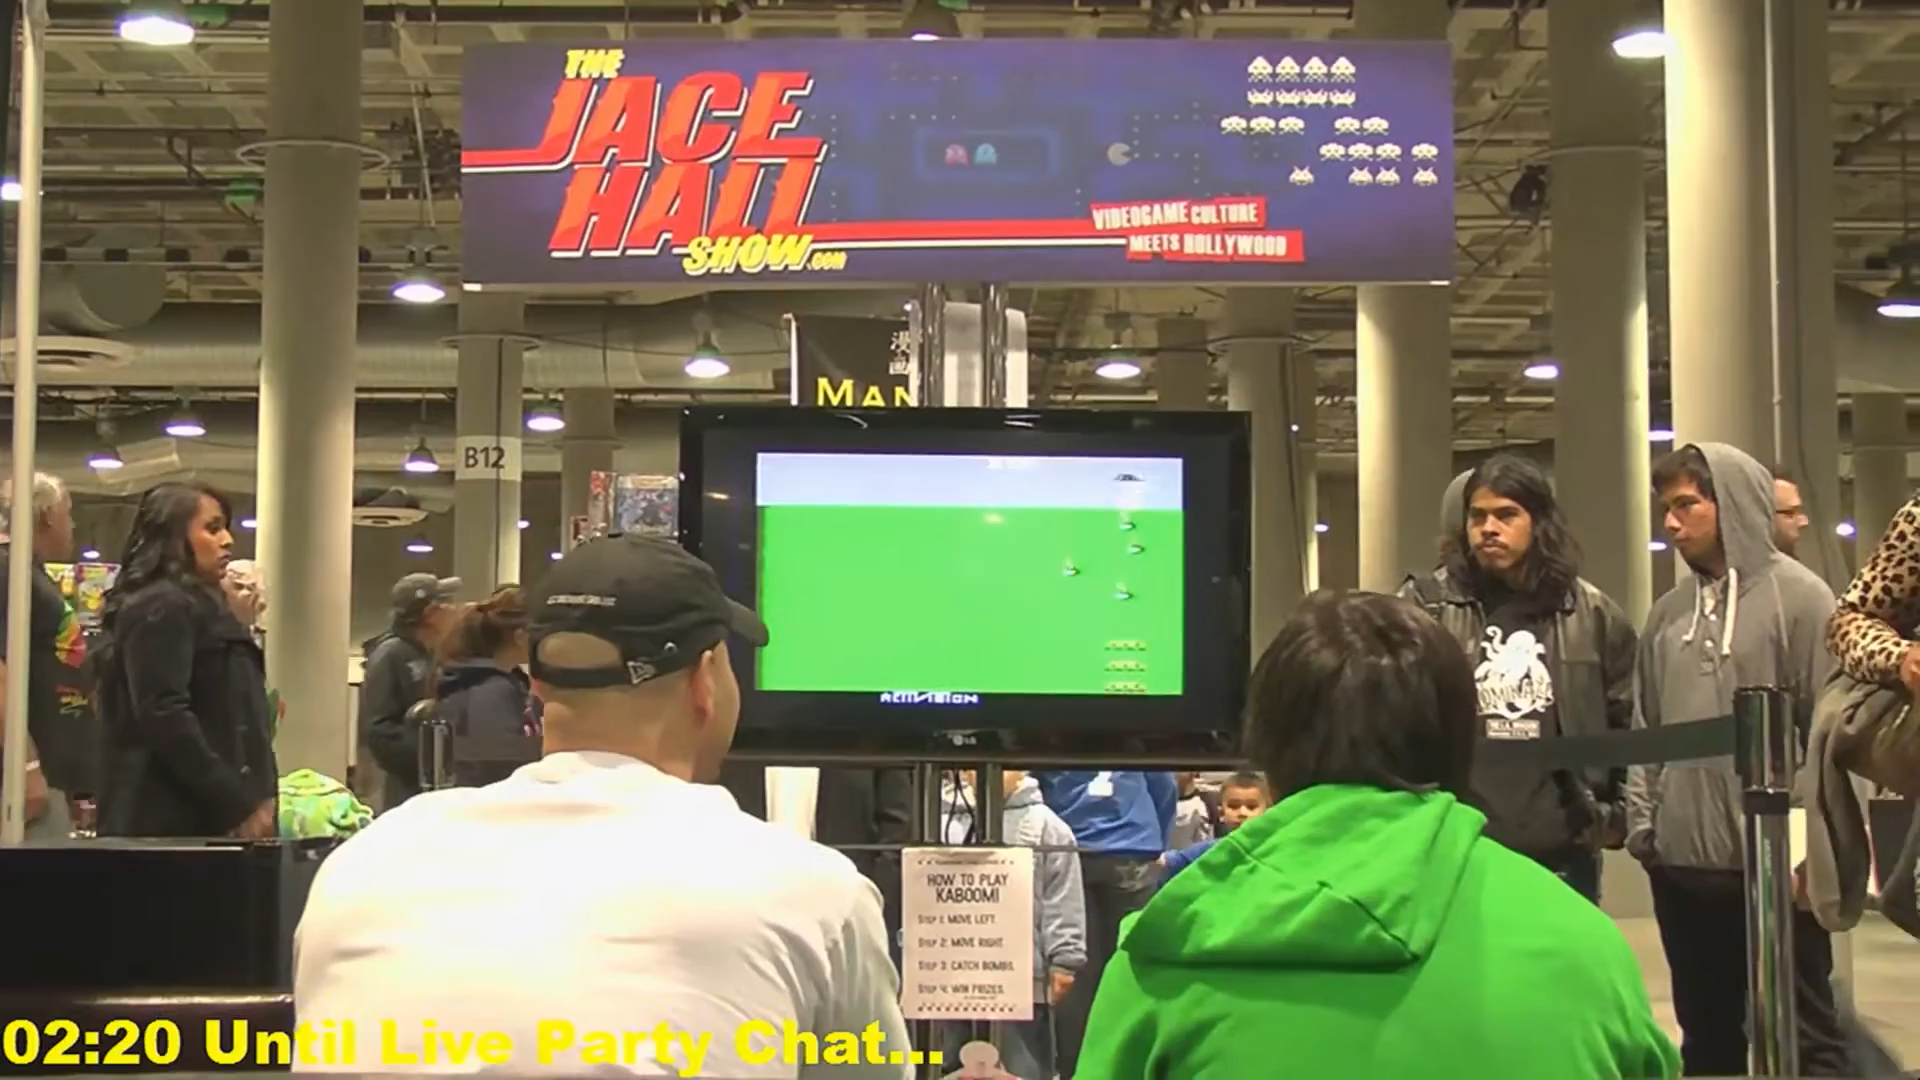 THE
JACE
HALL
SHOW.COM
VIDEOGAME CULTURE
MEETS HOLLYWOOD
MAN
B12
ACTIVISION
LG
HOW TO PLAY
KABOOM!
STEP 1: MOVE LEFT.
STEP 2: MOVE RIGHT.
STEP 3: CATCH BOMBS.
STEP 4: WIN PRIZES.
02:20 Until Live Party Chat...